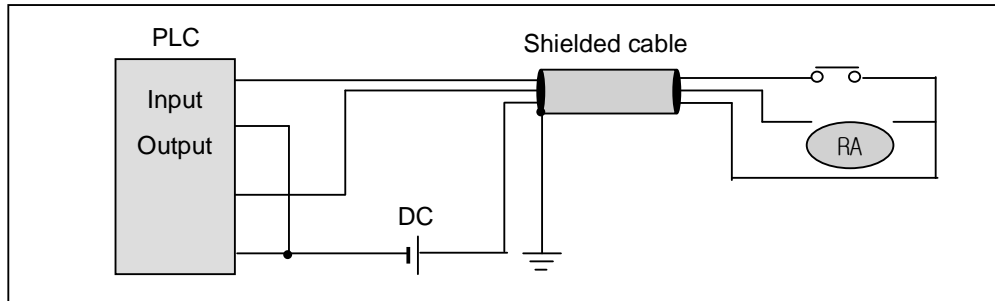 PLC
Shielded cable
Input
Output
RA
DC